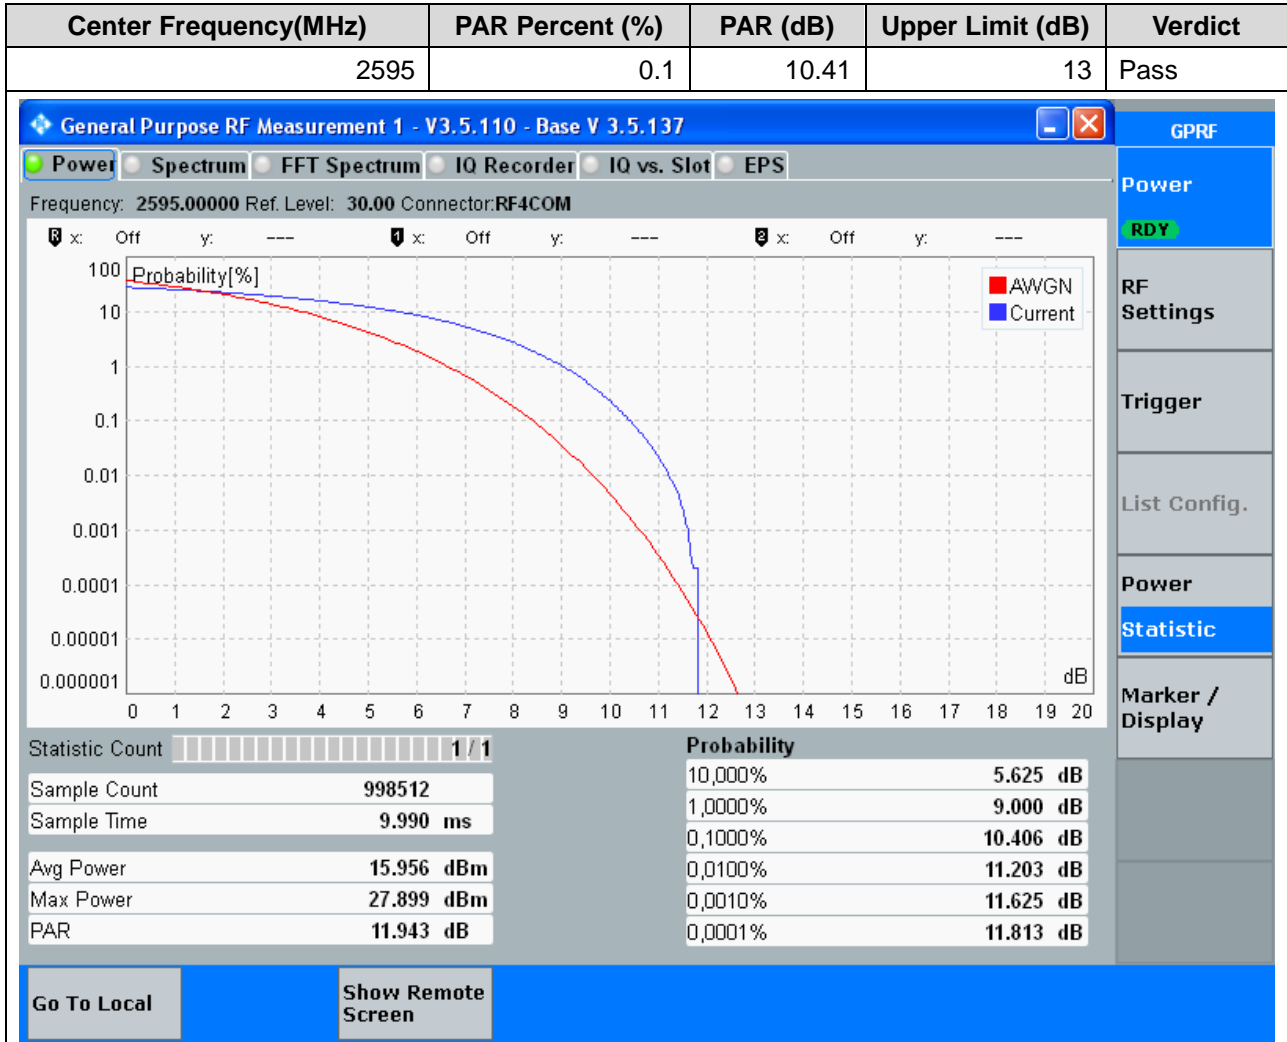 Center Frequency(MHz) PAR Percent (%) PAR (dB) Upper Limit (dB) Verdict
2595 0.1 10.41 13 Pass
General Purpose RF Measurement 1 - V3.5.110 - Base V 3.5.137
GPRF
Power Spectrum FFT Spectrum IQ Recorder IQ vs. Slot EPS
Frequency: 2595.00000 Ref. Level: 30.00 Connector:RF4COM
R x: Off y: --- 1 x: Off y: --- 2 x: Off y: ---
Probability[%]
100
10
1
0.1
0.01
0.001
0.0001
0.00001
0.000001
AWGN
Current
dB
0 1 2 3 4 5 6 7 8 9 10 11 12 13 14 15 16 17 18 19 20
Statistic Count 1 / 1
Sample Count 998512
Sample Time 9.990 ms
Avg Power 15.956 dBm
Max Power 27.899 dBm
PAR 11.943 dB
Probability
10,000% 5.625 dB
1,0000% 9.000 dB
0,1000% 10.406 dB
0,0100% 11.203 dB
0,0010% 11.625 dB
0,0001% 11.813 dB
Power
RDY
RF
Settings
Trigger
List Config.
Power
Statistic
Marker /
Display
Go To Local
Show Remote
Screen